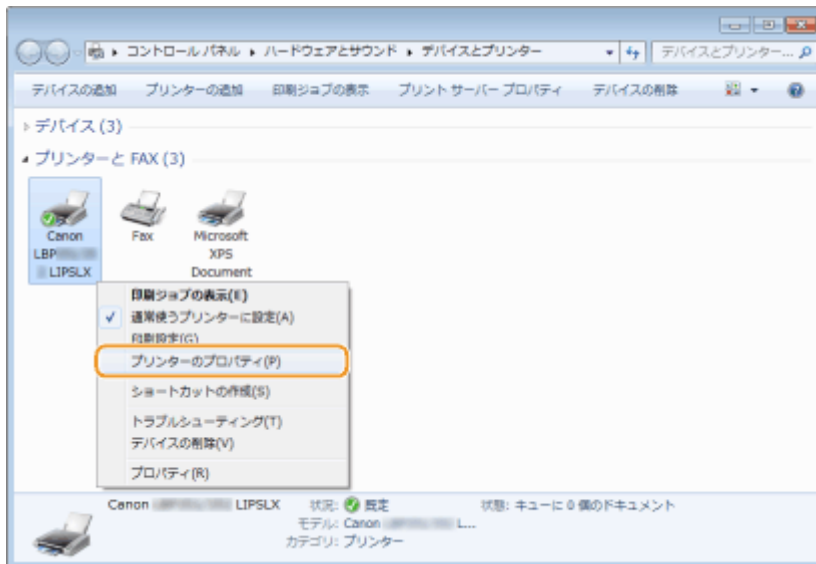 コントロール パネル ▸ ハードウェアとサウンド ▸ デバイスとプリンター
デバイスとプリンター...
デバイスの追加 プリンターの追加 印刷ジョブの表示 プリント サーバー プロパティ デバイスの削除
デバイス (3)
プリンターと FAX (3)
Canon
LBP
LIPSLX
Fax
Microsoft
XPS
Document
印刷ジョブの表示(E)
通常使うプリンターに設定(A)
印刷設定(G)
プリンターのプロパティ(P)
ショートカットの作成(S)
トラブルシューティング(T)
デバイスの削除(V)
プロパティ(R)
Canon LIPSLX 状況: 既定 状態: キューに 0 個のドキュメント
モデル: Canon L...
カテゴリ: プリンター